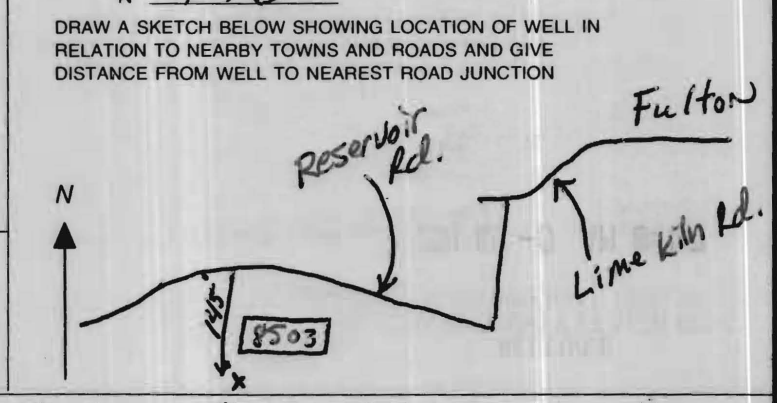 DRAW A SKETCH BELOW SHOWING LOCATION OF WELL IN
RELATION TO NEARBY TOWNS AND ROADS AND GIVE
DISTANCE FROM WELL TO NEAREST ROAD JUNCTION
Fulton
Reservoir
Rd.
N
Lime Kiln Rd.
145
8503
x